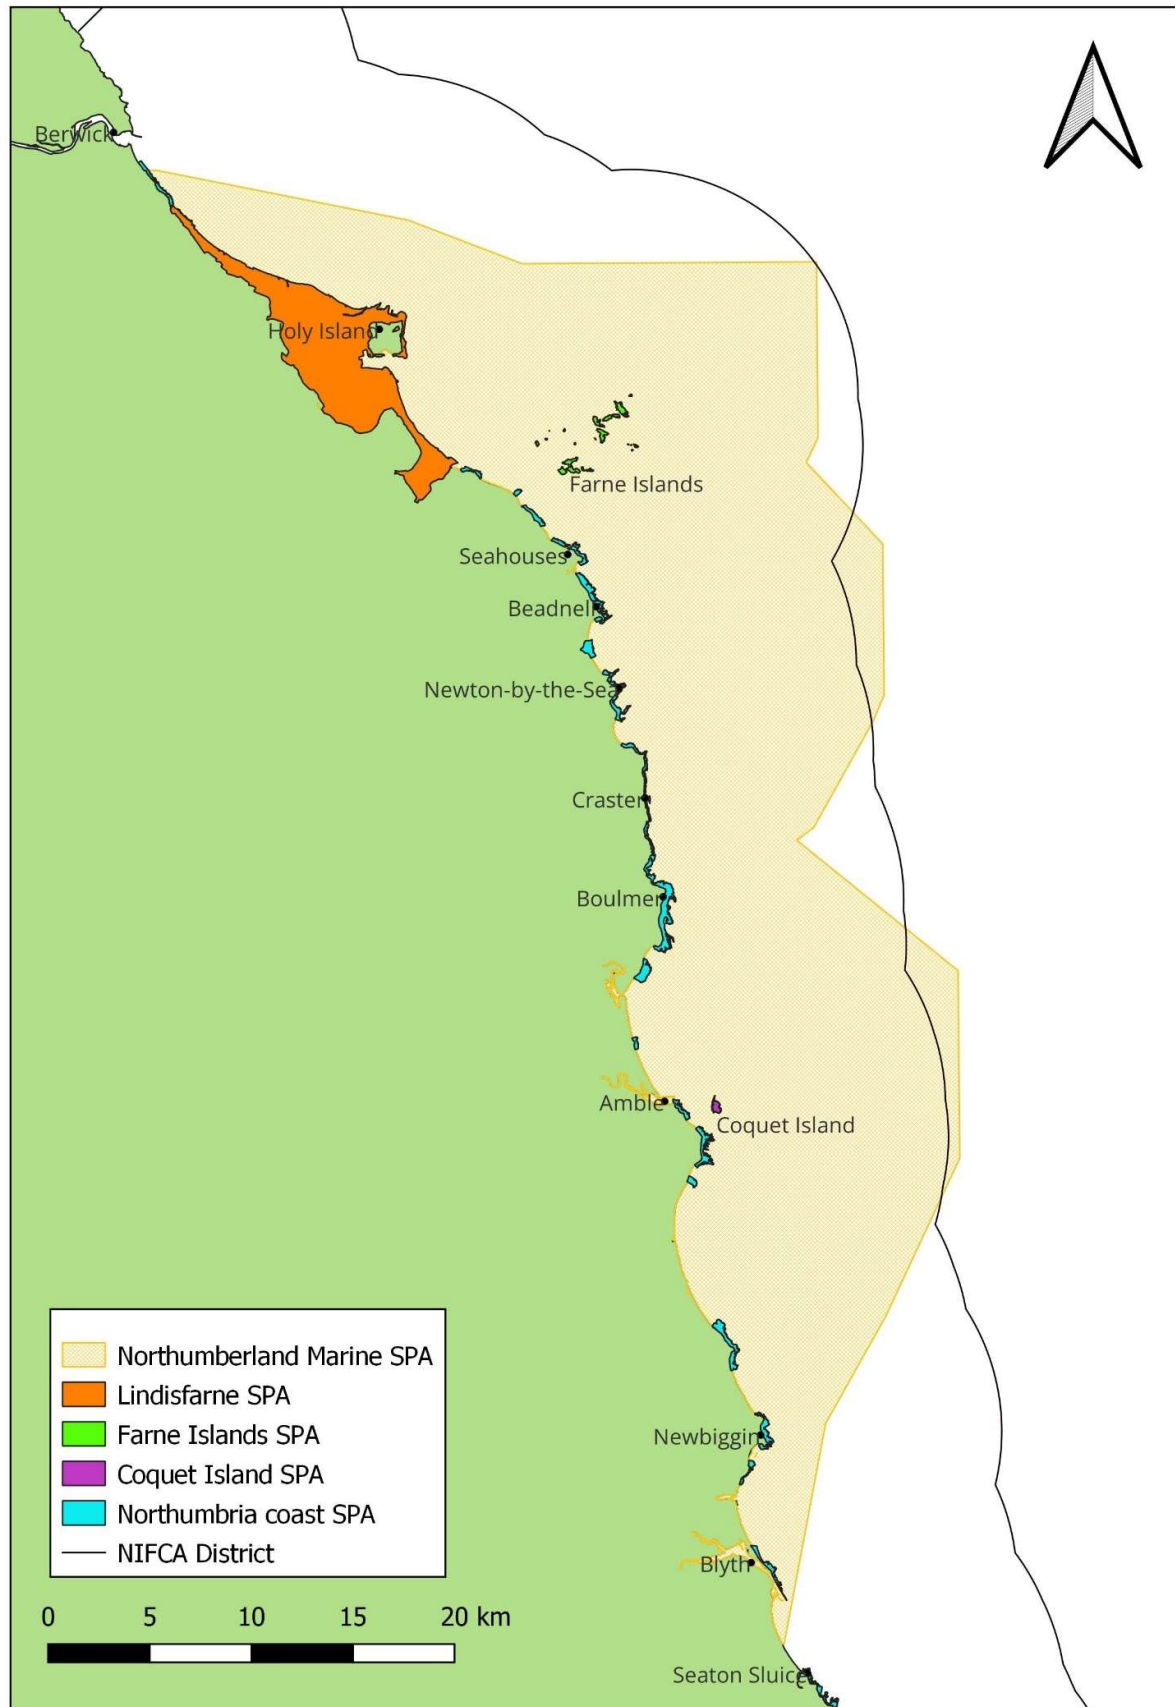 Berwick
Holy Island
Farne Islands
Seahouses
Beadnell
Newton-by-the-Sea
Craster
Boulmer
Amble
Coquet Island
Northumberland Marine SPA
Lindisfarne SPA
Farne Islands SPA
Coquet Island SPA
Northumbria coast SPA
NIFCA District
Newbiggin
Blyth
0 5 10 15 20 km
Seaton Sluice